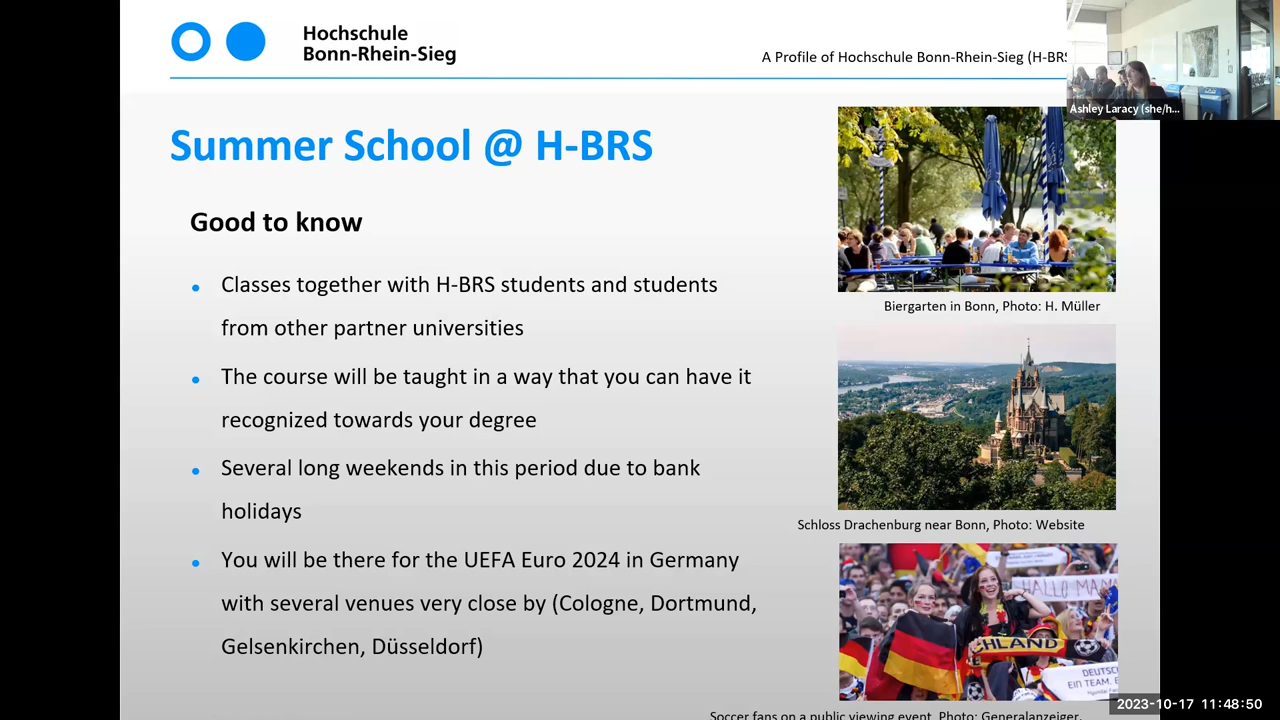 Hochschule
Bonn-Rhein-Sieg
A Profile of Hochschule Bonn-Rhein-Sieg (H-BRS
Ashley Laracy (she/h...
Summer School @ H-BRS
Good to know
Classes together with H-BRS students and students
from other partner universities
The course will be taught in a way that you can have it
recognized towards your degree
Several long weekends in this period due to bank
holidays
You will be there for the UEFA Euro 2024 in Germany
with several venues very close by (Cologne, Dortmund,
Gelsenkirchen, Düsseldorf)
Biergarten in Bonn, Photo: H. Müller
Schloss Drachenburg near Bonn, Photo: Website
HALLO MAM
CHLAND
DEUTSC
EIN TEAM.
Soccer fans on a public viewing event, Photo: Generalanzeiger,
2023-10-17 11:48:50